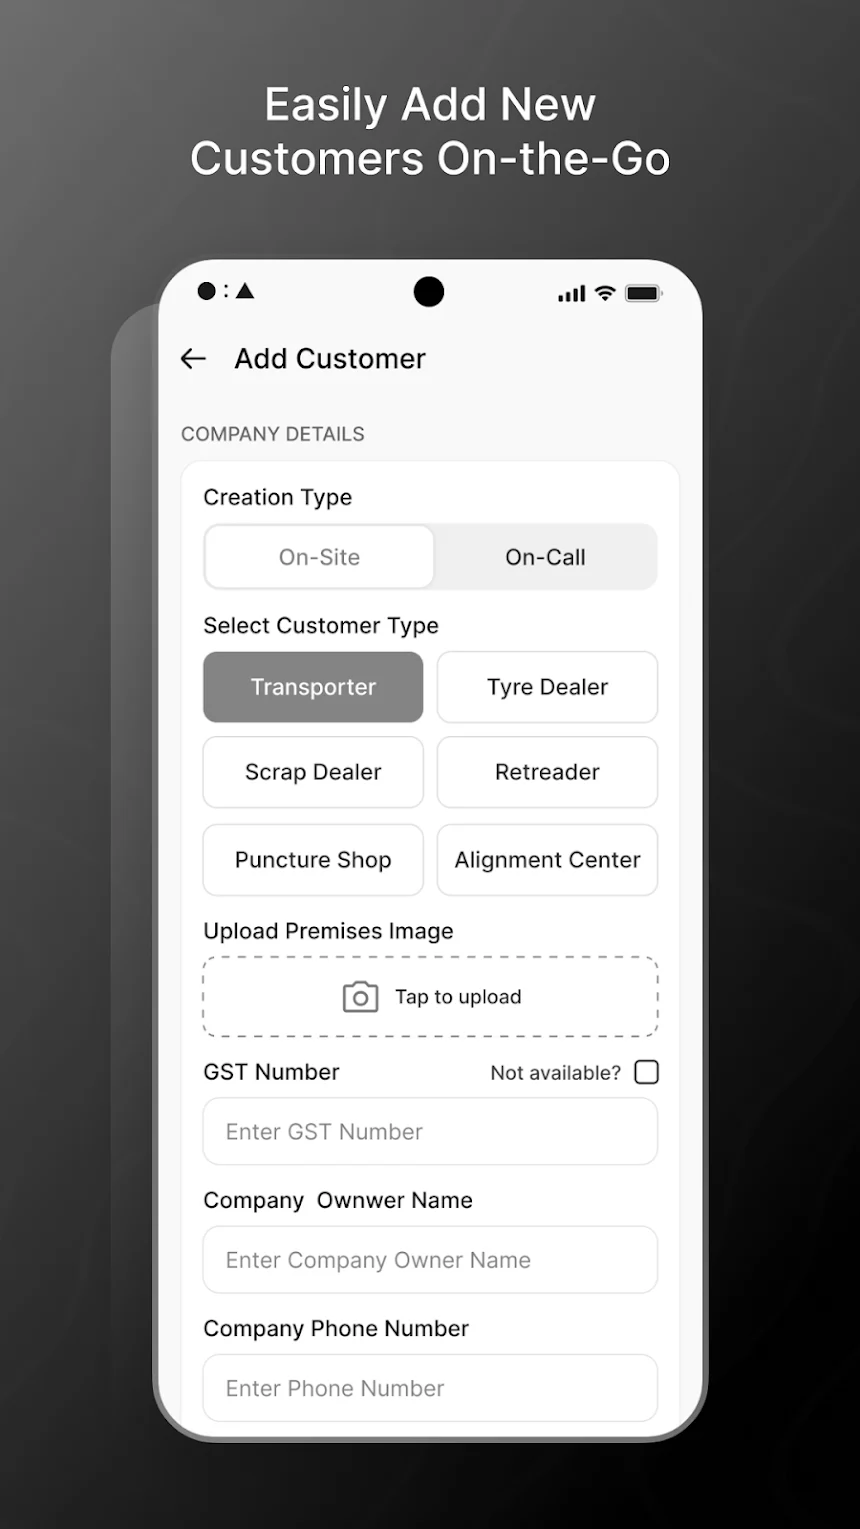 Easily Add New
Customers On-the-Go
Add Customer
COMPANY DETAILS
Creation Type
On-Site
On-Call
Select Customer Type
Transporter
Tyre Dealer
Scrap Dealer
Retreader
Puncture Shop
Alignment Center
Upload Premises Image
Tap to upload
GST Number
Not available?
Enter GST Number
Company Ownwer Name
Enter Company Owner Name
Company Phone Number
Enter Phone Number